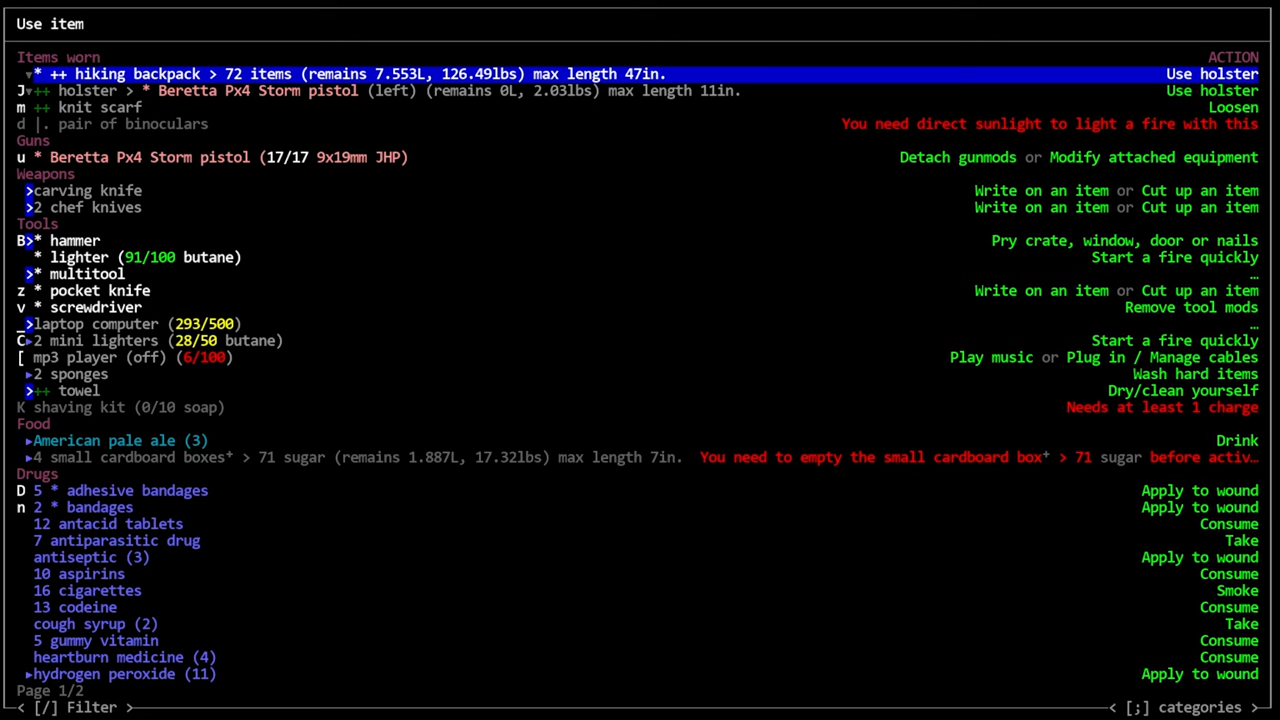 Use item
Items worn ACTION
▾* ++ hiking backpack > 72 items (remains 7.553L, 126.49lbs) max length 47in. Use holster
J▾++ holster > * Beretta Px4 Storm pistol (left) (remains 0L, 2.03lbs) max length 11in. Use holster
m ++ knit scarf Loosen
d |. pair of binoculars You need direct sunlight to light a fire with this
Guns
u * Beretta Px4 Storm pistol (17/17 9x19mm JHP) Detach gunmods or Modify attached equipment
Weapons
>carving knife Write on an item or Cut up an item
>2 chef knives Write on an item or Cut up an item
Tools
B>* hammer Pry crate, window, door or nails
* lighter (91/100 butane) Start a fire quickly
>* multitool …
z * pocket knife Write on an item or Cut up an item
v * screwdriver Remove tool mods
_>laptop computer (293/500) …
C▸2 mini lighters (28/50 butane) Start a fire quickly
[ mp3 player (off) (6/100) Play music or Plug in / Manage cables
▸2 sponges Wash hard items
>++ towel Dry/clean yourself
K shaving kit (0/10 soap) Needs at least 1 charge
Food
▸American pale ale (3) Drink
▸4 small cardboard boxes⁺ > 71 sugar (remains 1.887L, 17.32lbs) max length 7in. You need to empty the small cardboard box⁺ > 71 sugar before activ…
Drugs
D 5 * adhesive bandages Apply to wound
n 2 * bandages Apply to wound
12 antacid tablets Consume
7 antiparasitic drug Take
antiseptic (3) Apply to wound
10 aspirins Consume
16 cigarettes Smoke
13 codeine Consume
cough syrup (2) Take
5 gummy vitamin Consume
heartburn medicine (4) Consume
▸hydrogen peroxide (11) Apply to wound
Page 1/2
< [/] Filter > < [;] categories >